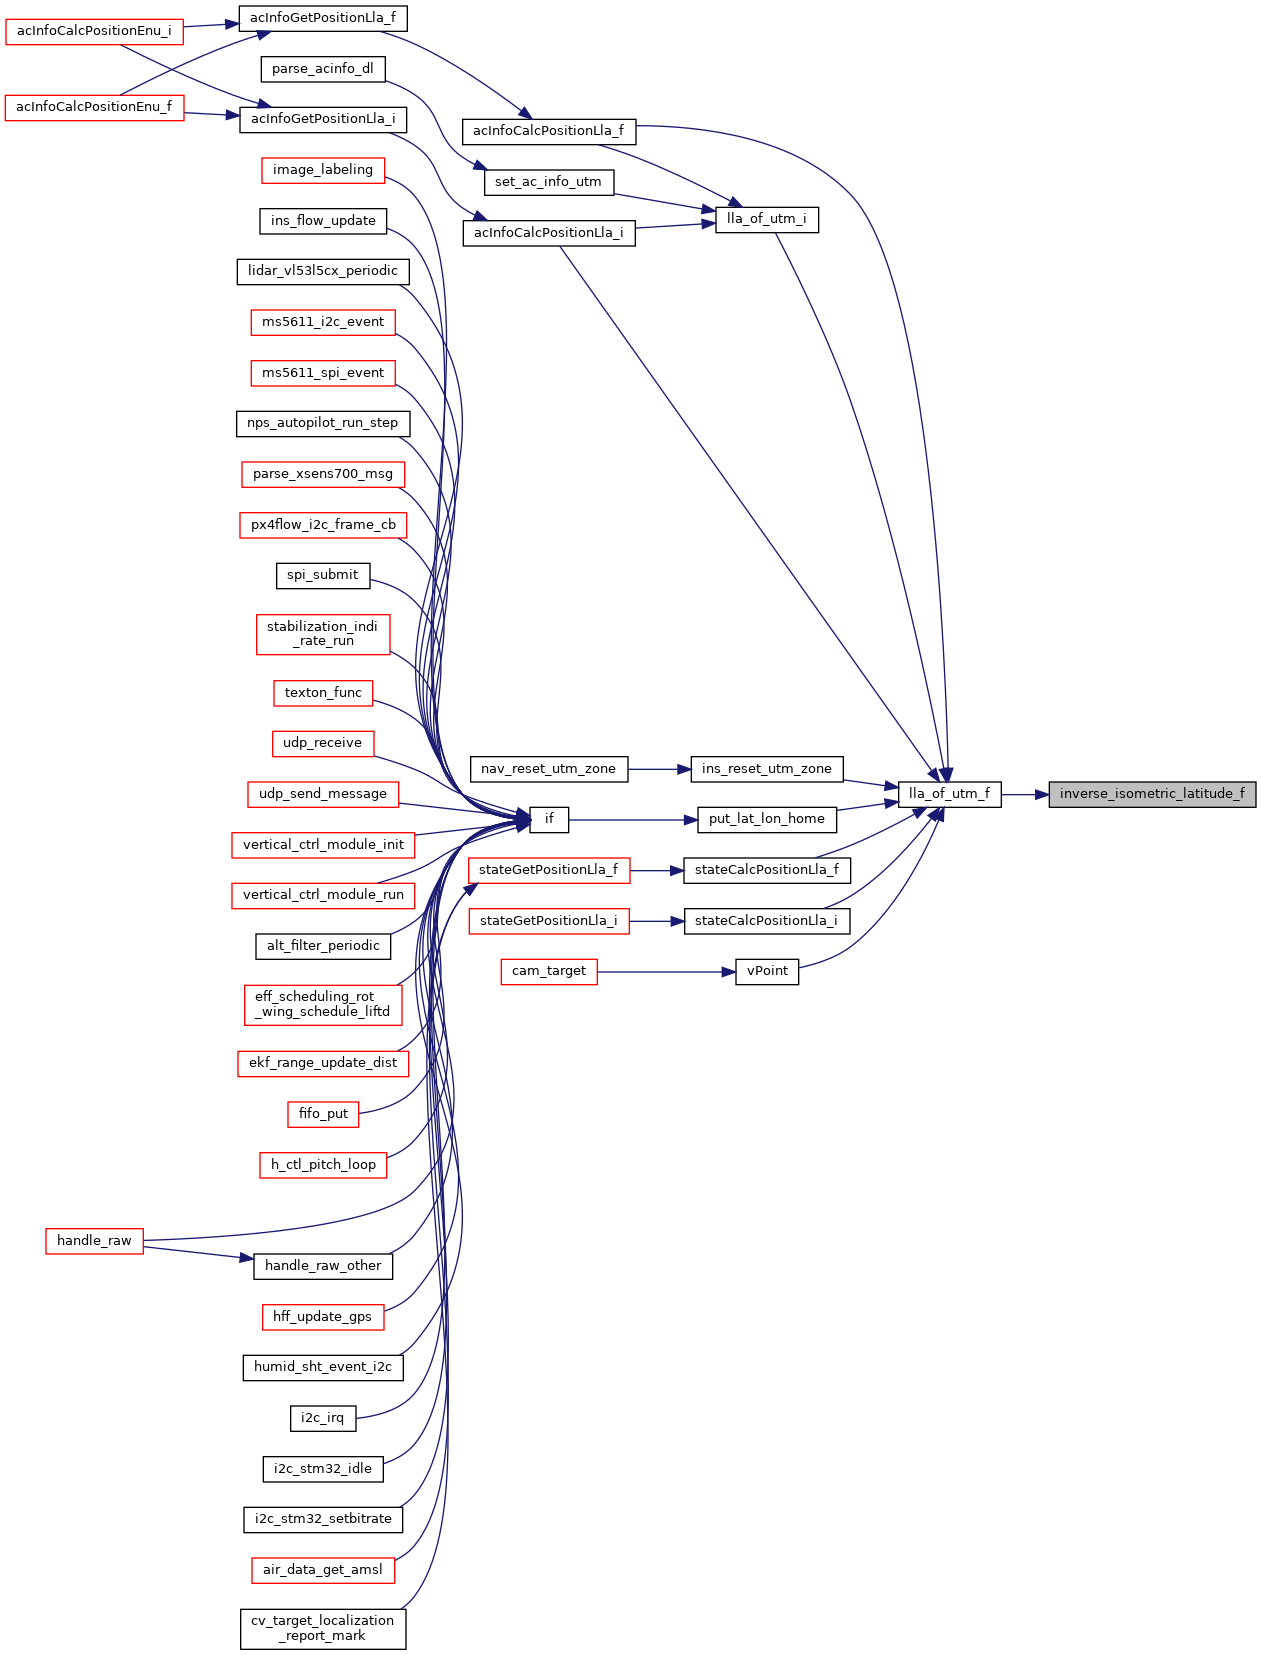 acInfoGetPositionLla_f
acInfoCalcPositionEnu_i
parse_acinfo_dl
acInfoCalcPositionEnu_f
acInfoGetPositionLla_i
acInfoCalcPositionLla_f
image_labeling
set_ac_info_utm
ins_flow_update
lla_of_utm_i
acInfoCalcPositionLla_i
lidar_vl53l5cx_periodic
ms5611_i2c_event
ms5611_spi_event
nps_autopilot_run_step
parse_xsens700_msg
px4flow_i2c_frame_cb
spi_submit
stabilization_indi
_rate_run
texton_func
udp_receive
nav_reset_utm_zone
ins_reset_utm_zone
udp_send_message
lla_of_utm_f
inverse_isometric_latitude_f
if
put_lat_lon_home
vertical_ctrl_module_init
stateGetPositionLla_f
stateCalcPositionLla_f
vertical_ctrl_module_run
stateGetPositionLla_i
stateCalcPositionLla_i
alt_filter_periodic
cam_target
vPoint
eff_scheduling_rot
_wing_schedule_liftd
ekf_range_update_dist
fifo_put
h_ctl_pitch_loop
handle_raw
handle_raw_other
hff_update_gps
humid_sht_event_i2c
i2c_irq
i2c_stm32_idle
i2c_stm32_setbitrate
air_data_get_amsl
cv_target_localization
_report_mark